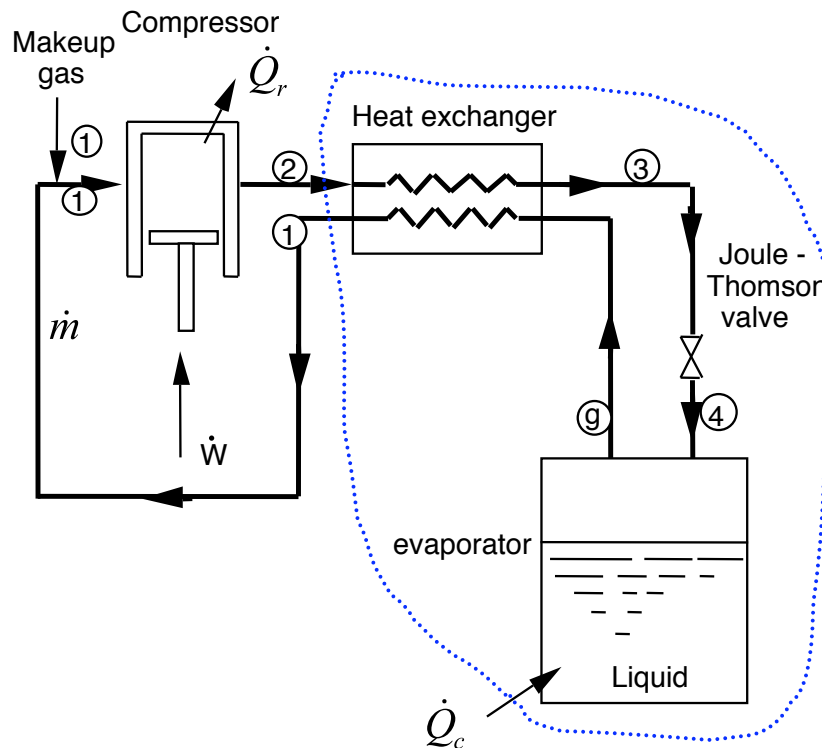 Compressor
Makeup
gas
Q̇r
Heat exchanger
1
1
2
3
1
Joule -
Thomson
valve
ṁ
g
4
Ẇ
evaporator
Liquid
Q̇c